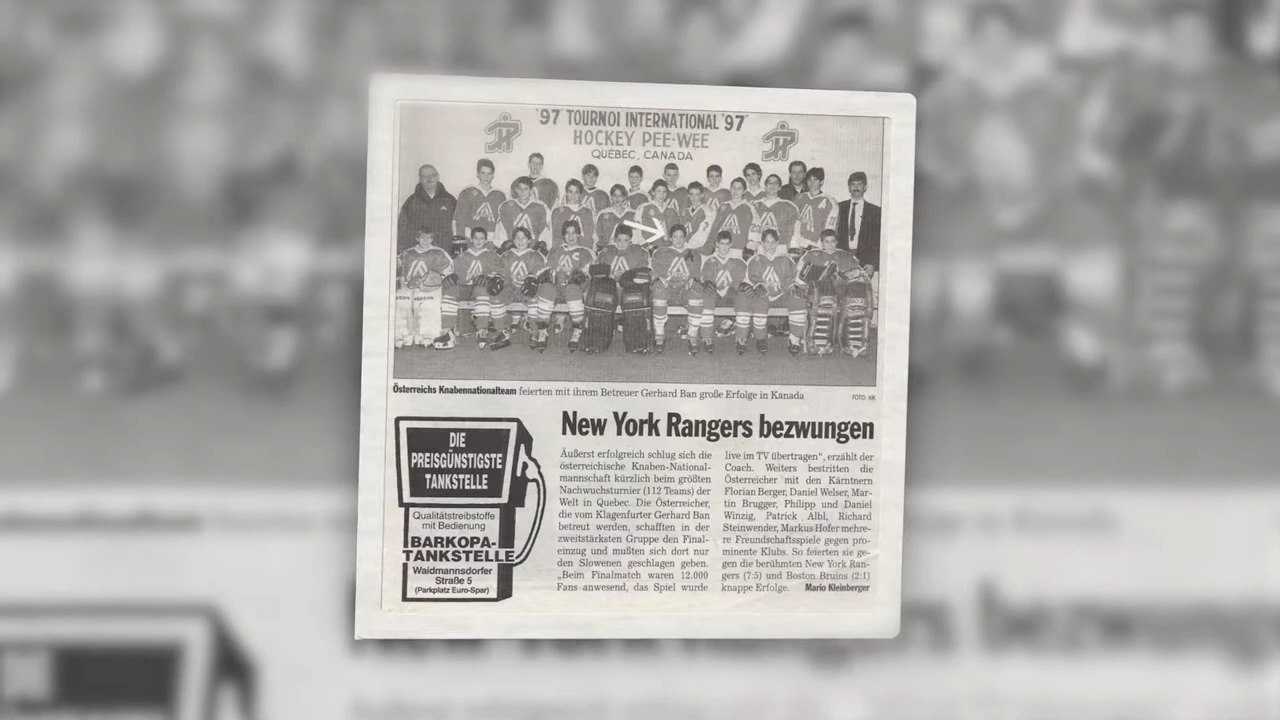 '97' TOURNOI INTERNATIONAL '97'
HOCKEY PEE-WEE
QUÉBEC, CANADA
Österreichs Knabennationalteam feierten mit ihrem Betreuer Gerhard Ban große Erfolge in Kanada
FOTO: KK
DIE
PREISGÜNSTIGSTE
TANKSTELLE
Qualitätstreibstoffe
mit Bedienung
BARKOPA-
TANKSTELLE
Waidmannsdorfer
Straße 5
(Parkplatz Euro-Spar)
New York Rangers bezwungen
Äußerst erfolgreich schlug sich die
österreichische Knaben-National-
mannschaft kürzlich beim größten
Nachwuchsturnier (112 Teams) der
Welt in Quebec. Die Österreicher,
die vom Klagenfurter Gerhard Ban
betreut werden, schafften in der
zweitstärksten Gruppe den Final-
einzug und mußten sich dort nur
den Slowenen geschlagen geben.
„Beim Finalmatch waren 12.000
Fans anwesend, das Spiel wurde
live im TV übertragen“, erzählt der
Coach. Weiters bestritten die
Österreicher mit den Kärntnern
Florian Berger, Daniel Welser, Mar-
tin Brugger, Philipp und Daniel
Winzig, Patrick Albl, Richard
Steinwender, Markus Hofer mehre-
re Freundschaftsspiele gegen pro-
minente Klubs. So feierten sie ge-
gen die berühmten New York Ran-
gers (7:5) und Boston Bruins (2:1)
knappe Erfolge. Mario Kleinberger